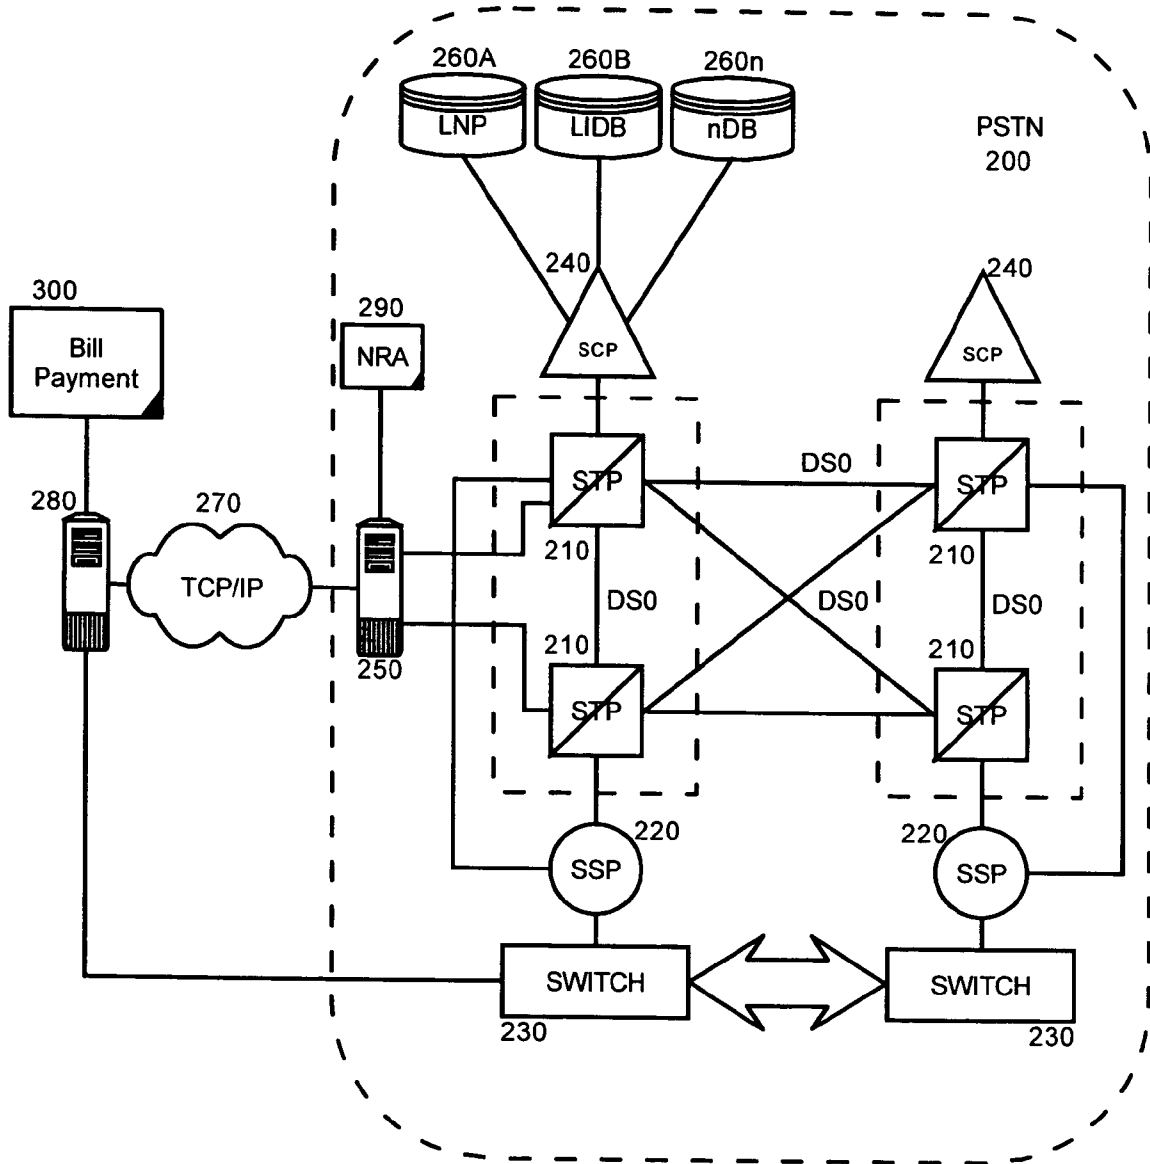 260A
260B
260n
LNP
LIDB
nDB
PSTN
200
240
240
300
290
Bill
Payment
NRA
SCP
SCP
DS0
STP
STP
280
270
210
210
TCP/IP
DS0
DS0
DS0
210
210
250
STP
STP
220
220
SSP
SSP
SWITCH
SWITCH
230
230